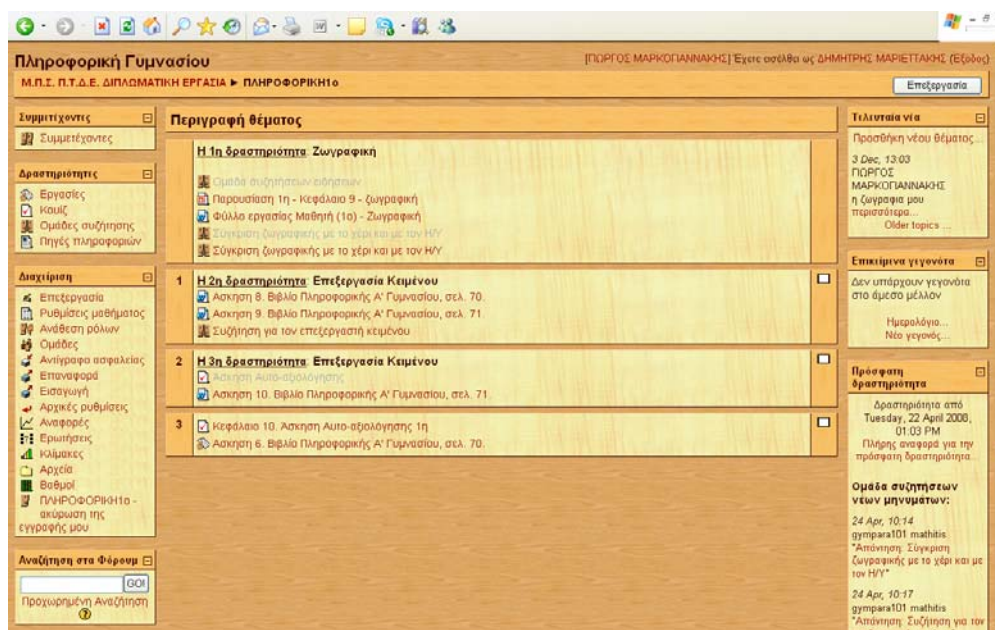 Πληροφορική Γυμνασίου
[ΓΙΩΡΓΟΣ ΜΑΡΚΟΓΙΑΝΝΑΚΗΣ] Έχετε εισέλθει ως ΔΗΜΗΤΡΗΣ ΜΑΡΙΕΤΤΑΚΗΣ (Έξοδος)
Μ.Π.Σ. Π.Τ.Δ.Ε. ΔΙΠΛΩΜΑΤΙΚΗ ΕΡΓΑΣΙΑ ► ΠΛΗΡΟΦΟΡΙΚΗ1ο
Επεξεργασία
Συμμετέχοντες
Συμμετέχοντες
Δραστηριότητες
Εργασίες
Κουίζ
Ομάδες συζήτησης
Πηγές πληροφοριών
Διαχείριση
Επεξεργασία
Ρυθμίσεις μαθήματος
Ανάθεση ρόλων
Ομάδες
Αντίγραφα ασφαλείας
Επαναφορά
Εισαγωγή
Αρχικές ρυθμίσεις
Αναφορές
Ερωτήσεις
Κλίμακες
Αρχεία
Βαθμοί
ΠΛΗΡΟΦΟΡΙΚΗ1ο -
ακύρωση της
εγγραφής μου
Αναζήτηση στα Φόρουμ
GO!
Προχωρημένη Αναζήτηση
Περιγραφή θέματος
Η 1η δραστηριότητα: Ζωγραφική
Ομάδα συζητήσεων ειδήσεων
Παρουσίαση 1η - Κεφάλαιο 9 - ζωγραφική
Φύλλο εργασίας Μαθητή (1ο) - Ζωγραφική
Σύγκριση ζωγραφικής με το χέρι και με τον Η/Υ
Σύγκριση ζωγραφικής με το χέρι και με τον Η/Υ
1 Η 2η δραστηριότητα: Επεξεργασία Κειμένου
Άσκηση 8. Βιβλίο Πληροφορικής Α' Γυμνασίου, σελ. 70.
Άσκηση 9. Βιβλίο Πληροφορικής Α' Γυμνασίου, σελ. 71.
Συζήτηση για τον επεξεργαστή κειμένου
2 Η 3η δραστηριότητα: Επεξεργασία Κειμένου
Άσκηση Αυτο-αξιολόγησης
Άσκηση 10. Βιβλίο Πληροφορικής Α' Γυμνασίου, σελ. 71.
3 Κεφάλαιο 10. Άσκηση Αυτο-αξιολόγησης 1η
Άσκηση 6. Βιβλίο Πληροφορικής Α' Γυμνασίου, σελ. 70.
Τελευταία νέα
Προσθήκη νέου θέματος...
3 Dec, 13:03
ΓΙΩΡΓΟΣ
ΜΑΡΚΟΓΙΑΝΝΑΚΗΣ
η ζωγραφια μου
περισσότερα...
Older topics ...
Επικείμενα γεγονότα
Δεν υπάρχουν γεγονότα
στο άμεσο μέλλον
Ημερολόγιο...
Νέο γεγονός...
Πρόσφατη
δραστηριότητα
Δραστηριότητα από
Tuesday, 22 April 2008,
01:03 PM
Πλήρης αναφορά για την
πρόσφατη δραστηριότητα...
Ομάδα συζητήσεων
νέων μηνυμάτων:
24 Apr, 10:14
gympara101 mathitis
"Απάντηση: Σύγκριση
ζωγραφικής με το χέρι και με
τον Η/Υ"
24 Apr, 10:17
gympara101 mathitis
"Απάντηση: Συζήτηση για τον